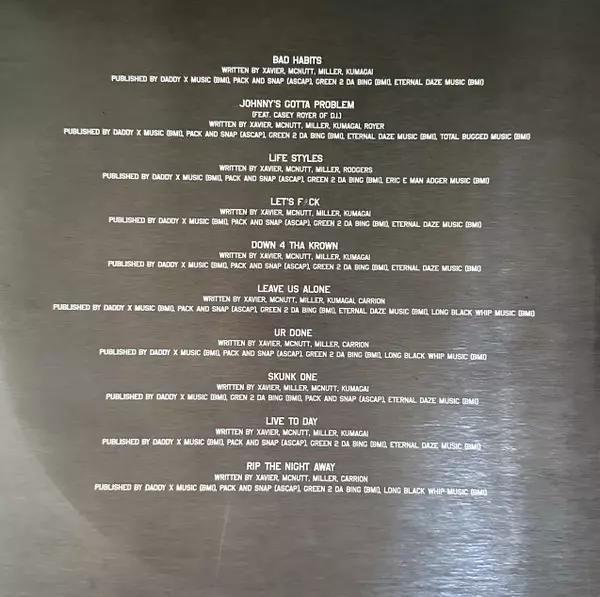 BAD HABITS
WRITTEN BY XAVIER, MCNUTT, MILLER, KUMAGAI
PUBLISHED BY DADDY X MUSIC (BMI), PACK AND SNAP (ASCAP), GREEN 2 DA BING (BMI), ETERNAL DAZE MUSIC (BMI)
JOHNNY'S GOTTA PROBLEM
(FEAT. CASEY ROYER OF D.I.)
WRITTEN BY XAVIER, MCNUTT, MILLER, KUMAGAI, ROYER
PUBLISHED BY DADDY X MUSIC (BMI), PACK AND SNAP (ASCAP), GREEN 2 DA BING (BMI), ETERNAL DAZE MUSIC (BMI), TOTAL BUGGED MUSIC (BMI)
LIFE STYLES
WRITTEN BY XAVIER, MCNUTT, MILLER, RODGERS
PUBLISHED BY DADDY X MUSIC (BMI), PACK AND SNAP (ASCAP), GREEN 2 DA BING (BMI), ERIC E MAN ADGER MUSIC (BMI)
LET'S F*CK
WRITTEN BY XAVIER, MCNUTT, MILLER, KUMAGAI
PUBLISHED BY DADDY X MUSIC (BMI), PACK AND SNAP (ASCAP), GREEN 2 DA BING (BMI), ETERNAL DAZE MUSIC (BMI)
DOWN 4 THA KROWN
WRITTEN BY XAVIER, MCNUTT, MILLER, KUMAGAI
PUBLISHED BY DADDY X MUSIC (BMI), PACK AND SNAP (ASCAP), GREEN 2 DA BING (BMI), ETERNAL DAZE MUSIC (BMI)
LEAVE US ALONE
WRITTEN BY XAVIER, MCNUTT, MILLER, KUMAGAI, CARRION
PUBLISHED BY DADDY X MUSIC (BMI), PACK AND SNAP (ASCAP), GREEN 2 DA BING (BMI), ETERNAL DAZE MUSIC (BMI), LONG BLACK WHIP MUSIC (BMI)
UR DONE
WRITTEN BY XAVIER, MCNUTT, MILLER, CARRION
PUBLISHED BY DADDY X MUSIC (BMI), PACK AND SNAP (ASCAP), GREEN 2 DA BING (BMI), LONG BLACK WHIP MUSIC (BMI)
SKUNK ONE
WRITTEN BY XAVIER, MILLER, MCNUTT, KUMAGAI
PUBLISHED BY DADDY X MUSIC (BMI), GREN 2 DA BING (BMI), PACK AND SNAP (ASCAP), ETERNAL DAZE MUSIC (BMI)
LIVE TO DAY
WRITTEN BY XAVIER, MCNUTT, MILLER, KUMAGAI
PUBLISHED BY DADDY X MUSIC (BMI), PACK AND SNAP (ASCAP), GREEN 2 DA BING (BMI), ETERNAL DAZE MUSIC (BMI)
RIP THE NIGHT AWAY
WRITTEN BY XAVIER, MCNUTT, MILLER, CARRION
PUBLISHED BY DADDY X MUSIC (BMI), PACK AND SNAP (ASCAP), GREEN 2 DA BING (BMI), LONG BLACK WHIP MUSIC (BMI)